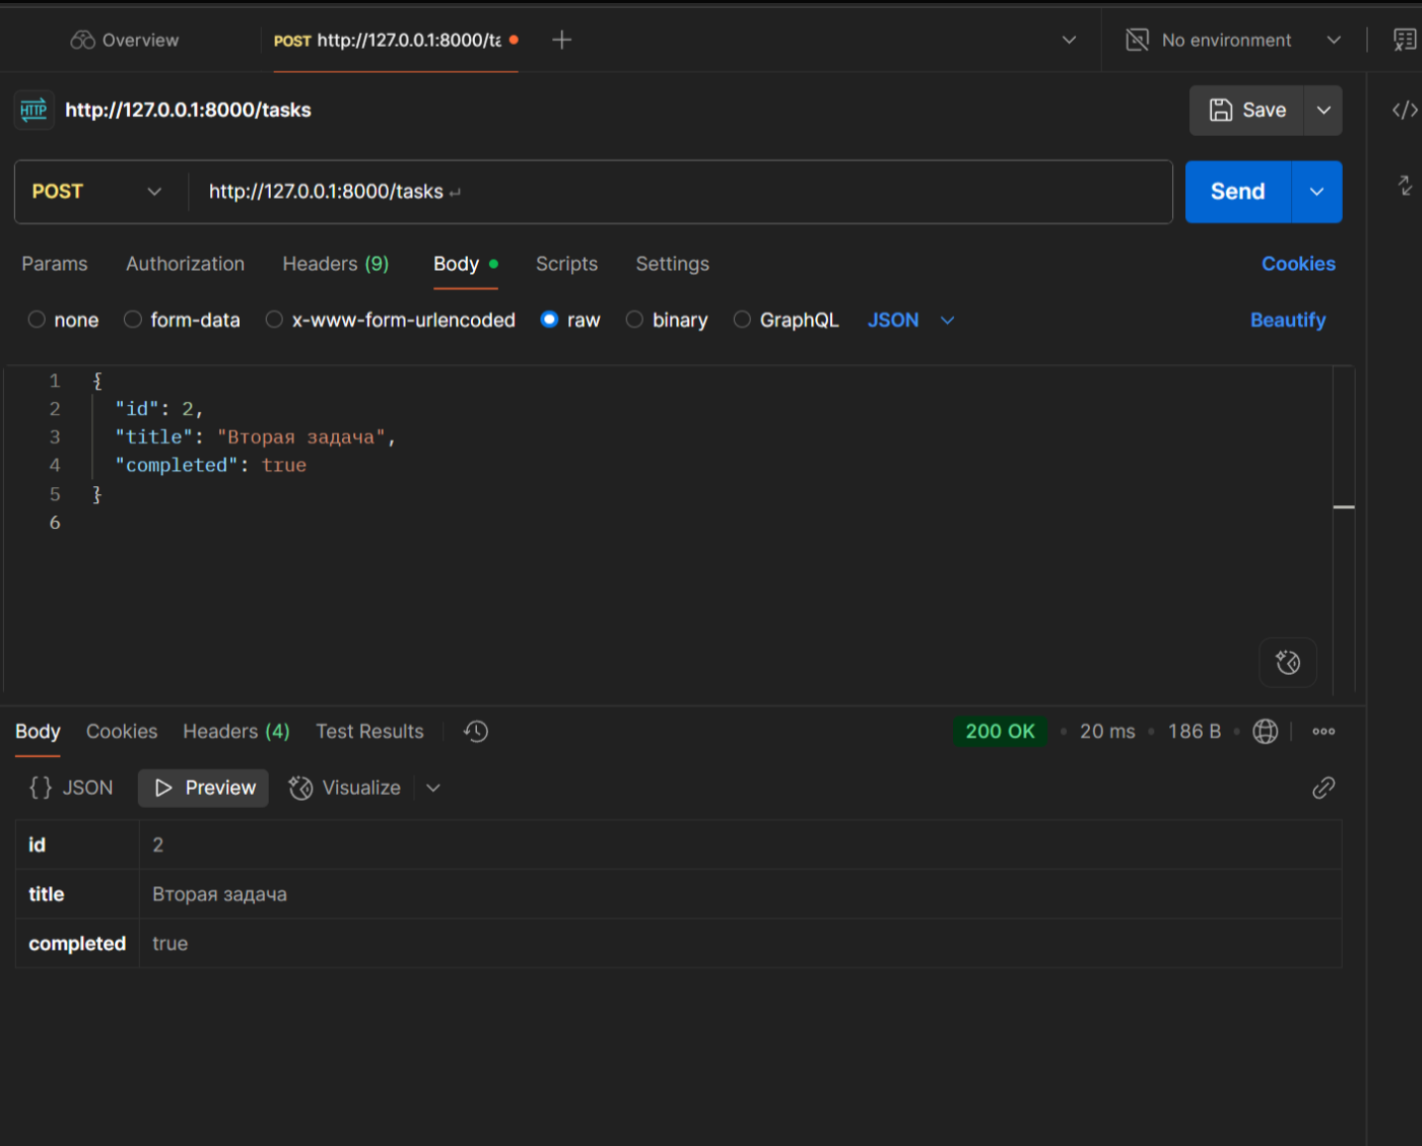 Overview
POST http://127.0.0.1:8000/ta
No environment
HTTP http://127.0.0.1:8000/tasks
Save
POST
http://127.0.0.1:8000/tasks
Send
Params Authorization Headers (9) Body Scripts Settings Cookies
none form-data x-www-form-urlencoded raw binary GraphQL JSON Beautify
1 {
2 "id": 2,
3 "title": "Вторая задача",
4 "completed": true
5 }
6
Body Cookies Headers (4) Test Results 200 OK • 20 ms • 186 B •
{} JSON Preview Visualize
id 2
title Вторая задача
completed true